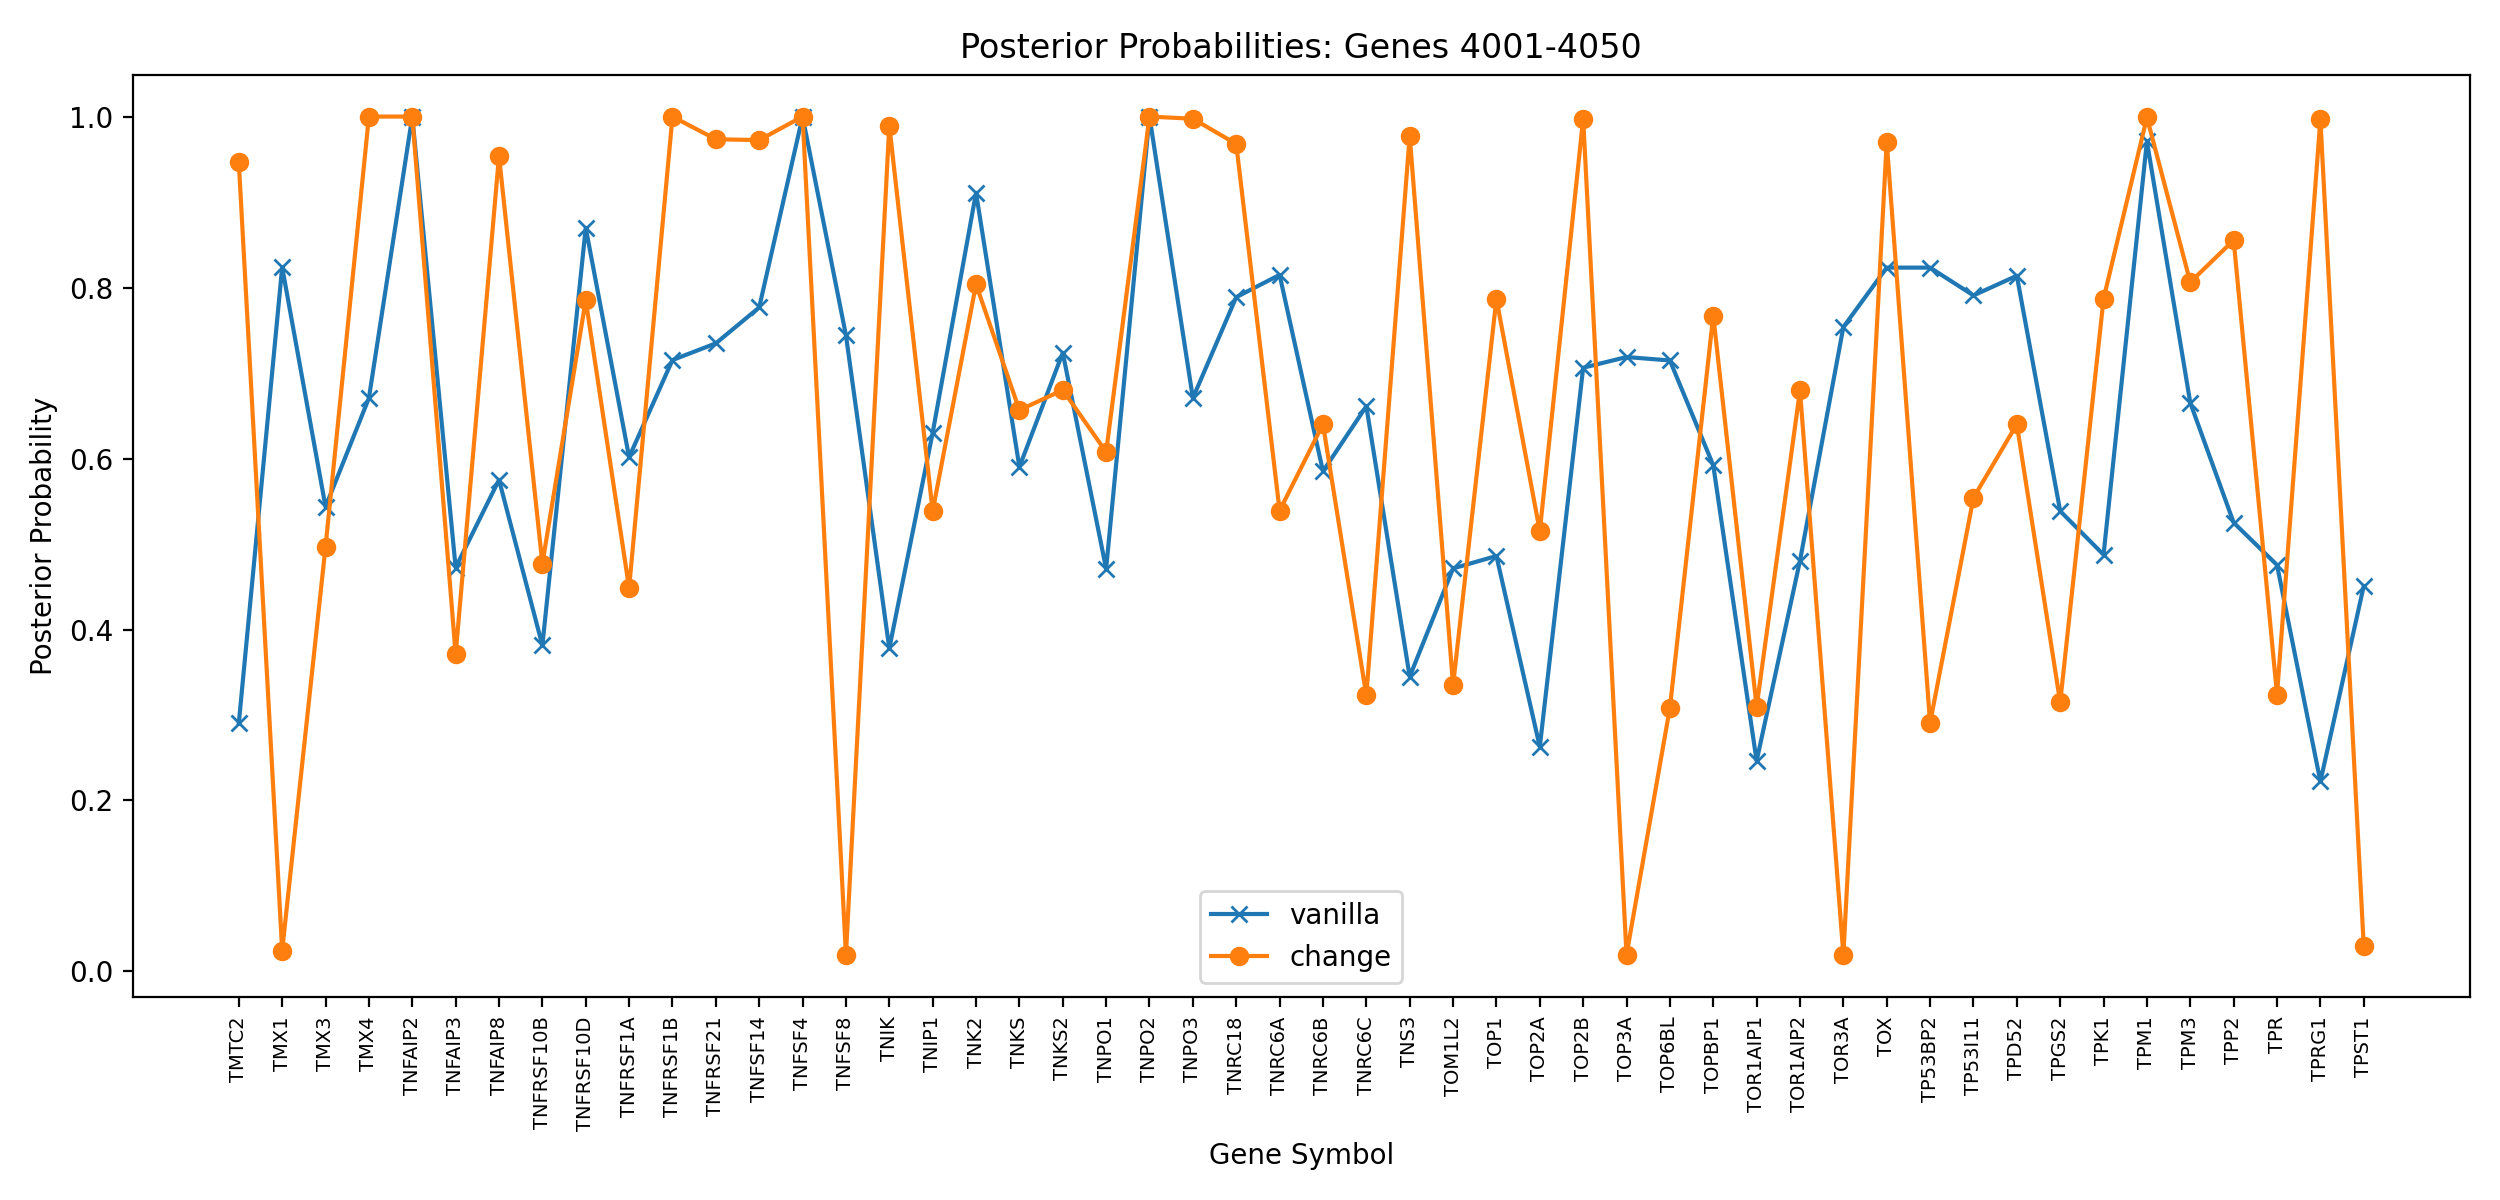 Posterior Probabilities: Genes 4001-4050
Posterior Probability
1.0
0.8
0.6
0.4
0.2
0.0
vanilla
change
TMTC2
TMX1
TMX3
TMX4
TNFAIP2
TNFAIP3
TNFAIP8
TNFRSF10B
TNFRSF10D
TNFRSF1A
TNFRSF1B
TNFRSF21
TNFSF14
TNFSF4
TNFSF8
TNIK
TNIP1
TNK2
TNKS
TNKS2
TNPO1
TNPO2
TNPO3
TNRC18
TNRC6A
TNRC6B
TNRC6C
TNS3
TOM1L2
TOP1
TOP2A
TOP2B
TOP3A
TOP6BL
TOPBP1
TOR1AIP1
TOR1AIP2
TOR3A
TOX
TP53BP2
TP53I11
TPD52
TPGS2
TPK1
TPM1
TPM3
TPP2
TPR
TPRG1
TPST1
Gene Symbol